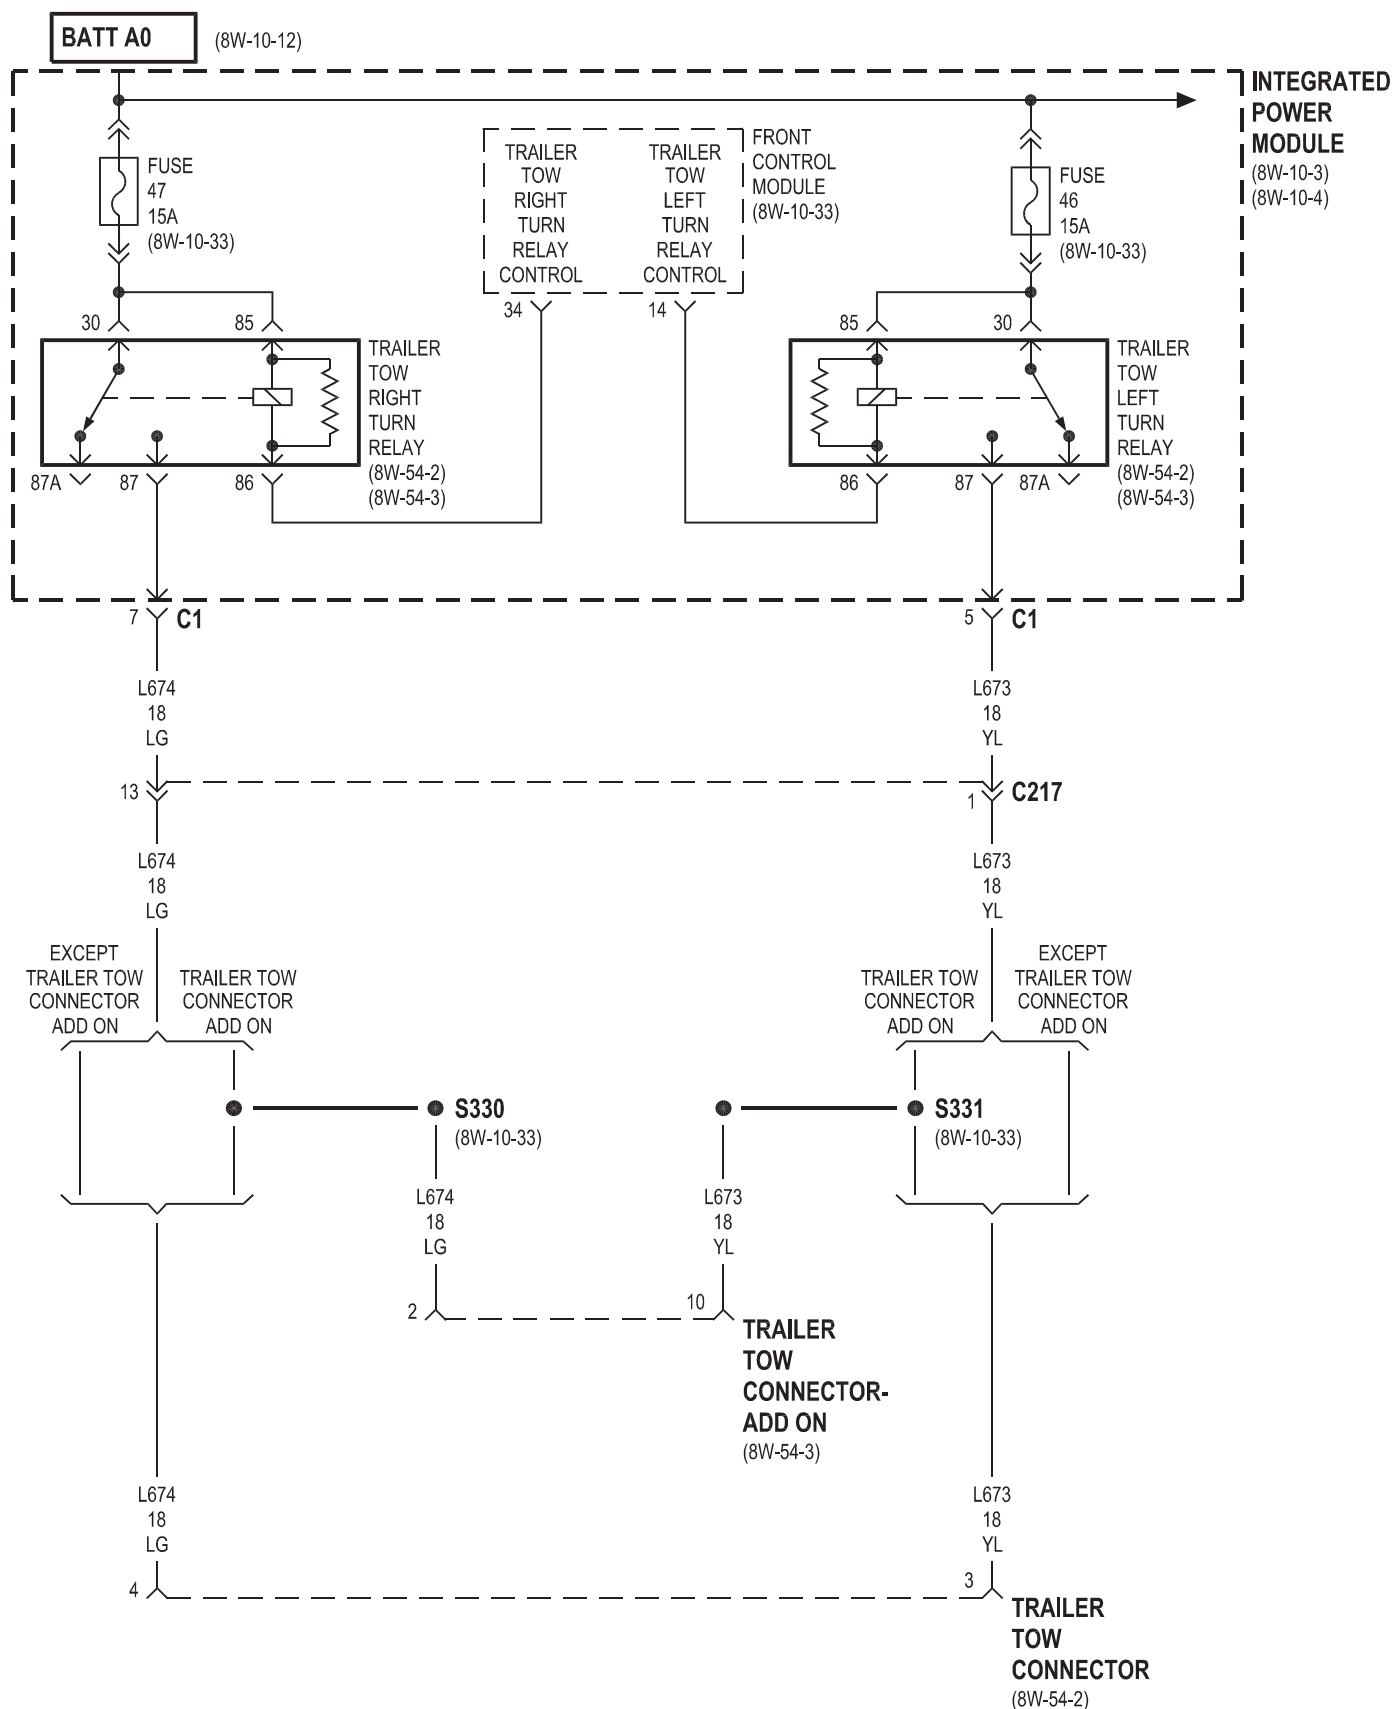 BATT A0
(8W-10-12)
INTEGRATED
POWER
MODULE
(8W-10-3)
(8W-10-4)
FUSE
47
15A
(8W-10-33)
TRAILER
TOW
RIGHT
TURN
RELAY
CONTROL
TRAILER
TOW
LEFT
TURN
RELAY
CONTROL
FRONT
CONTROL
MODULE
(8W-10-33)
FUSE
46
15A
(8W-10-33)
34
14
30
85
85
30
TRAILER
TOW
RIGHT
TURN
RELAY
(8W-54-2)
(8W-54-3)
TRAILER
TOW
LEFT
TURN
RELAY
(8W-54-2)
(8W-54-3)
87A
87
86
86
87
87A
7
C1
5
C1
L674
18
LG
L673
18
YL
13
1
C217
L674
18
LG
L673
18
YL
EXCEPT
TRAILER TOW
CONNECTOR
ADD ON
TRAILER TOW
CONNECTOR
ADD ON
TRAILER TOW
CONNECTOR
ADD ON
EXCEPT
TRAILER TOW
CONNECTOR
ADD ON
S330
(8W-10-33)
S331
(8W-10-33)
L674
18
LG
L673
18
YL
2
10
TRAILER
TOW
CONNECTOR-
ADD ON
(8W-54-3)
L674
18
LG
L673
18
YL
4
3
TRAILER
TOW
CONNECTOR
(8W-54-2)